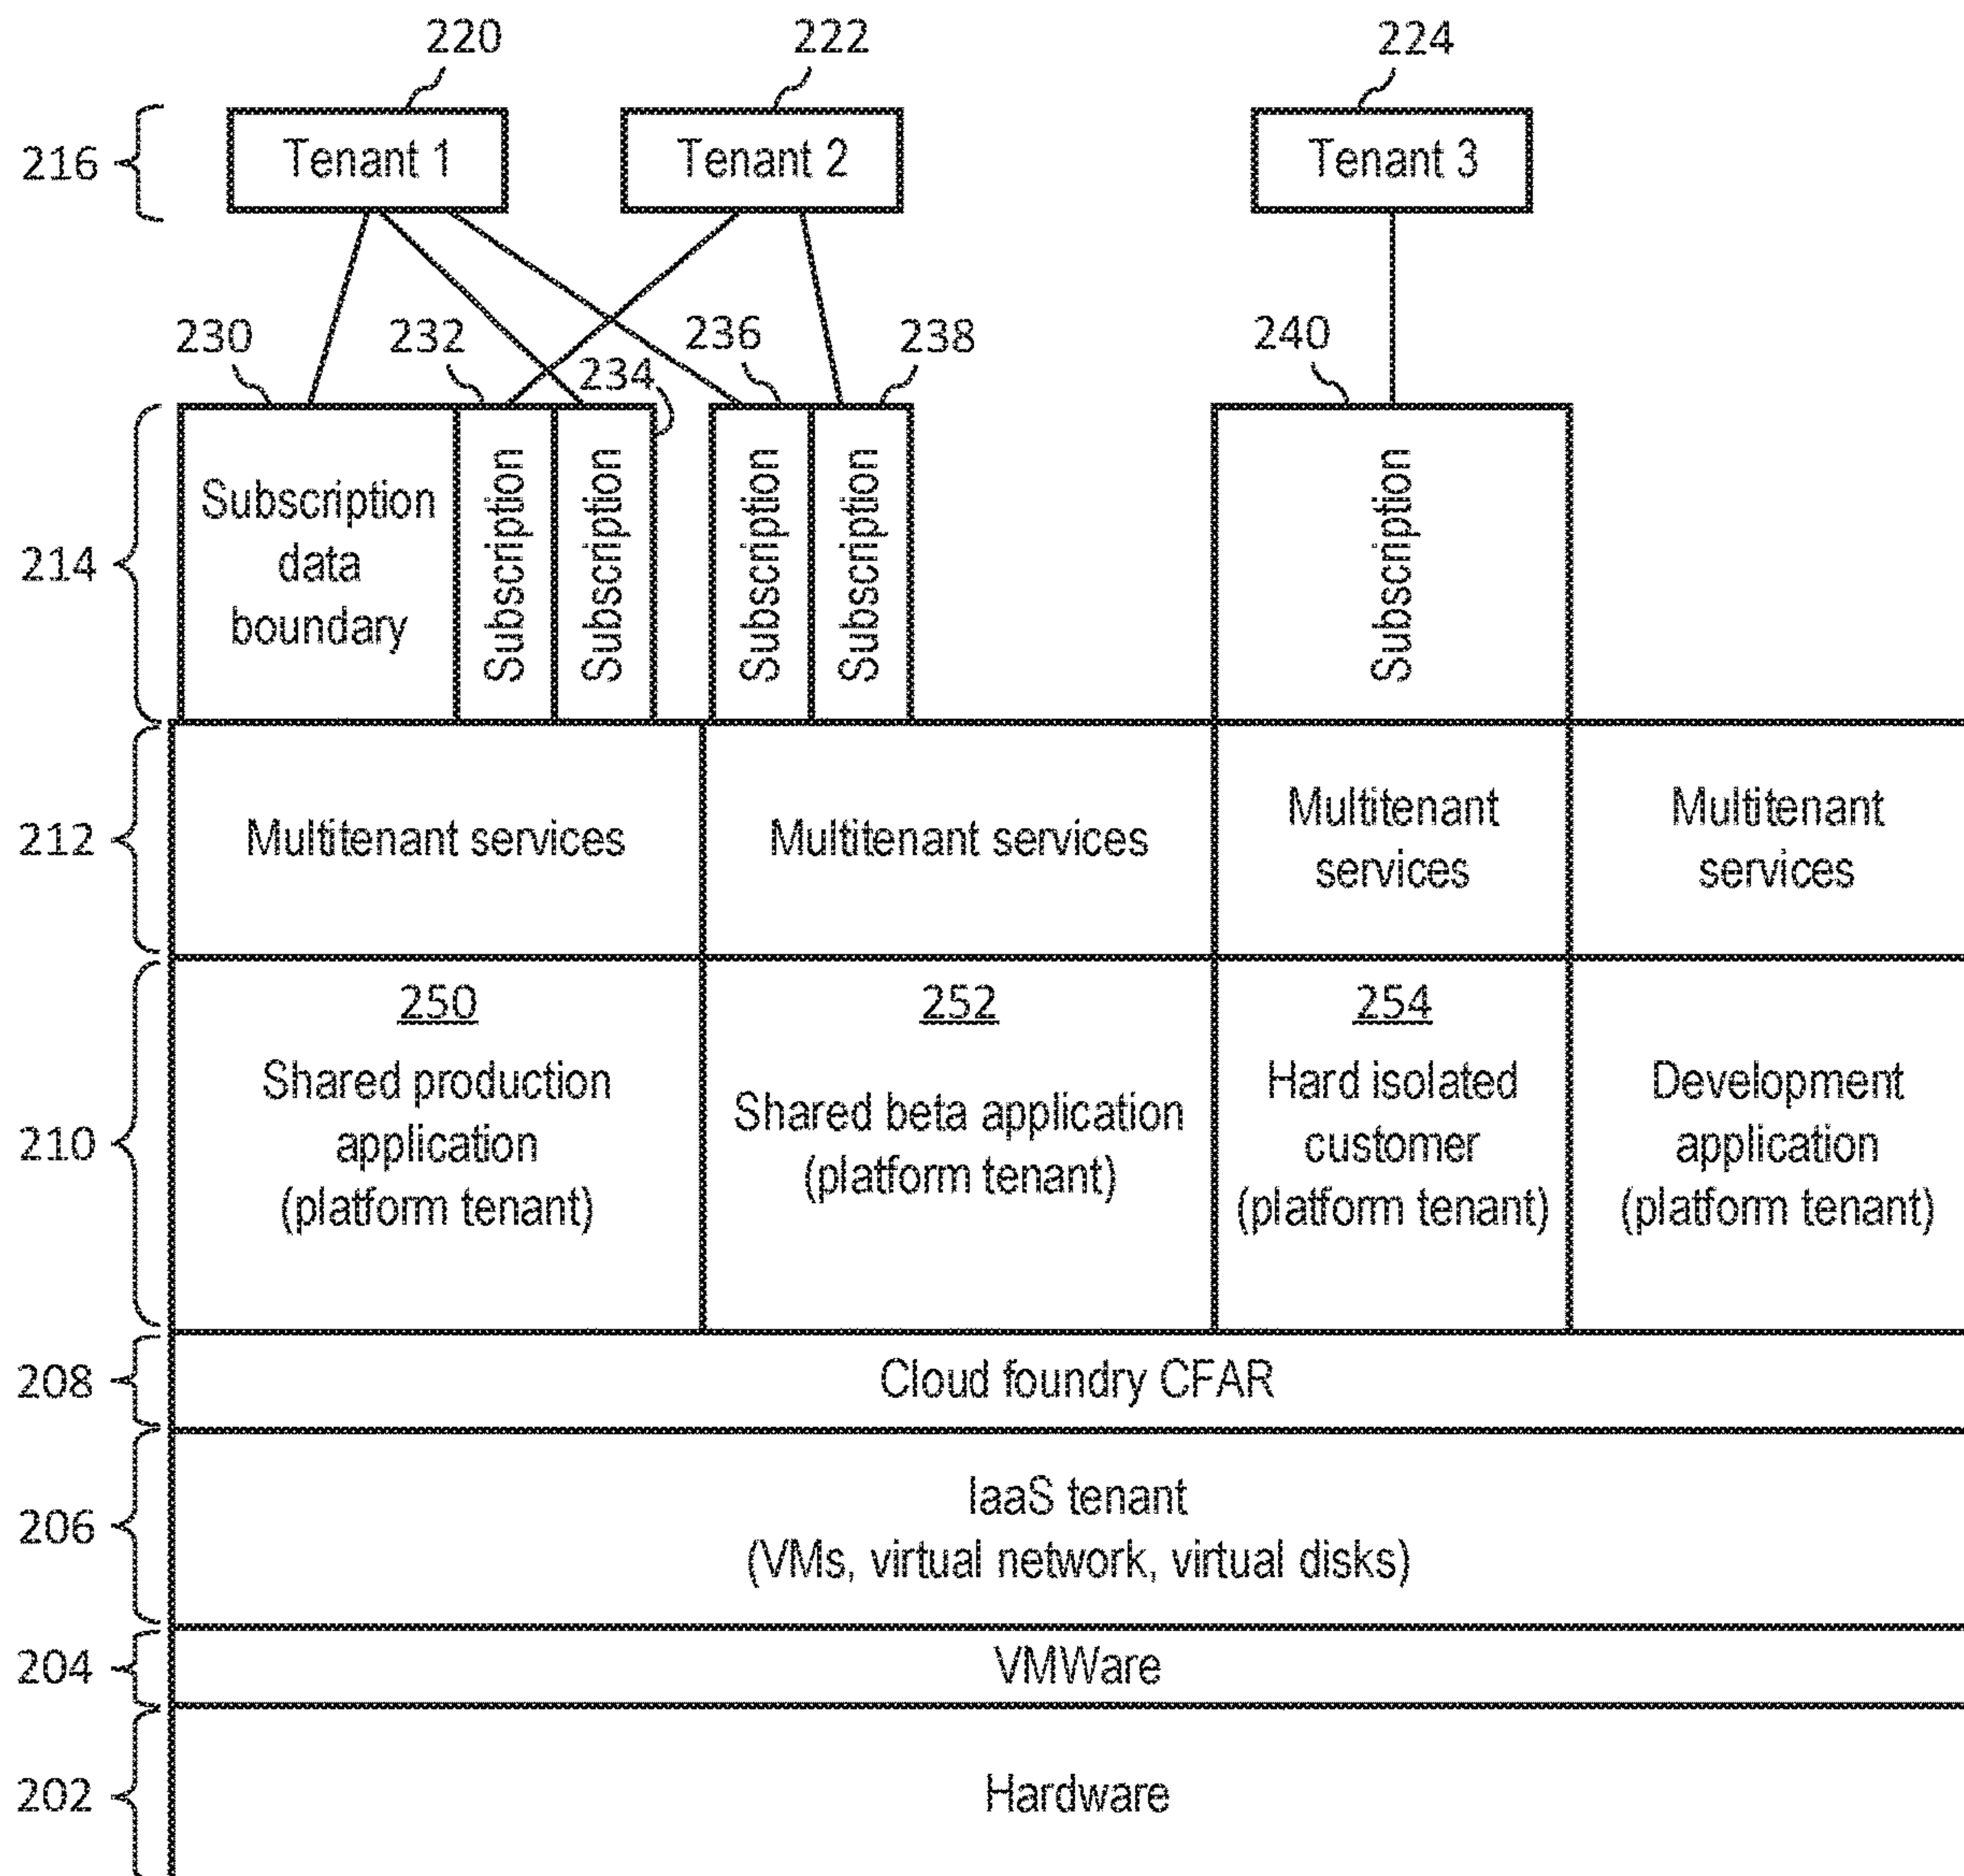 220
222
224
216
Tenant 1
Tenant 2
Tenant 3
230
232
234
236
238
240
214
Subscription
data
boundary
Subscription
Subscription
Subscription
Subscription
Subscription
212
Multitenant services
Multitenant services
Multitenant
services
Multitenant
services
210
250
Shared production
application
(platform tenant)
252
Shared beta application
(platform tenant)
254
Hard isolated
customer
(platform tenant)
Development
application
(platform tenant)
208
Cloud foundry CFAR
206
IaaS tenant
(VMs, virtual network, virtual disks)
204
VMWare
202
Hardware